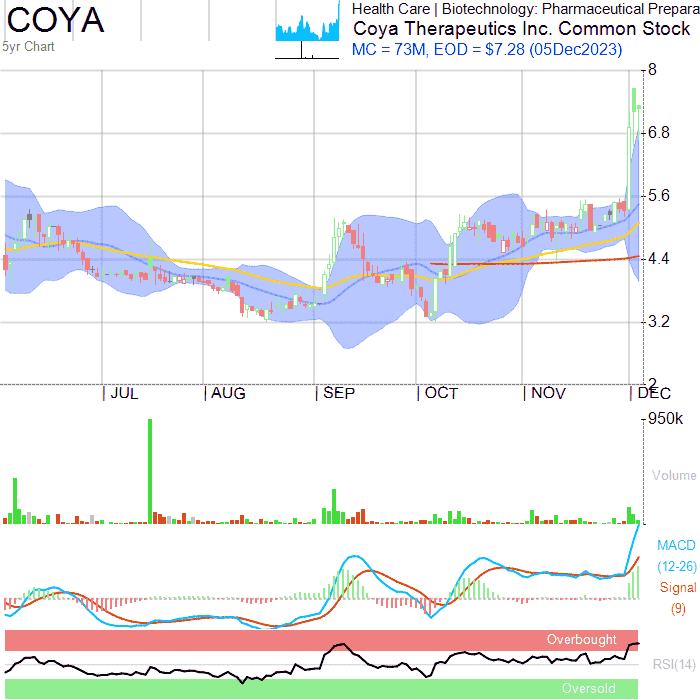 COYA
5yr Chart
Health Care | Biotechnology: Pharmaceutical Prepara
Coya Therapeutics Inc. Common Stock
MC = 73M, EOD = $7.28 (05Dec2023)
8
6.8
5.6
4.4
3.2
2
JUL AUG SEP OCT NOV DEC
950k
Volume
MACD
(12-26)
Signal
(9)
Overbought
RSI(14)
Oversold